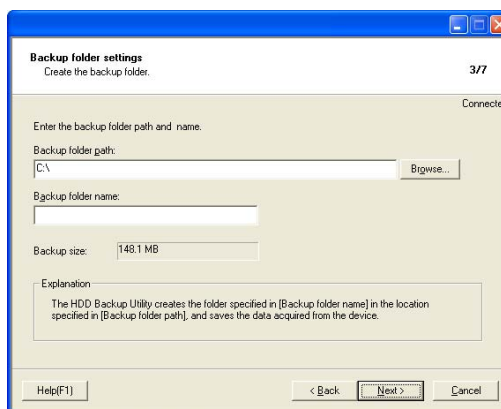 Backup folder settings
Create the backup folder.
3/7
Connecte
Enter the backup folder path and name.
Backup folder path:
C:\
Browse...
Backup folder name:
Backup size:
148.1 MB
Explanation
The HDD Backup Utility creates the folder specified in [Backup folder name] in the location
specified in [Backup folder path], and saves the data acquired from the device.
Help(F1)
< Back
Next >
Cancel